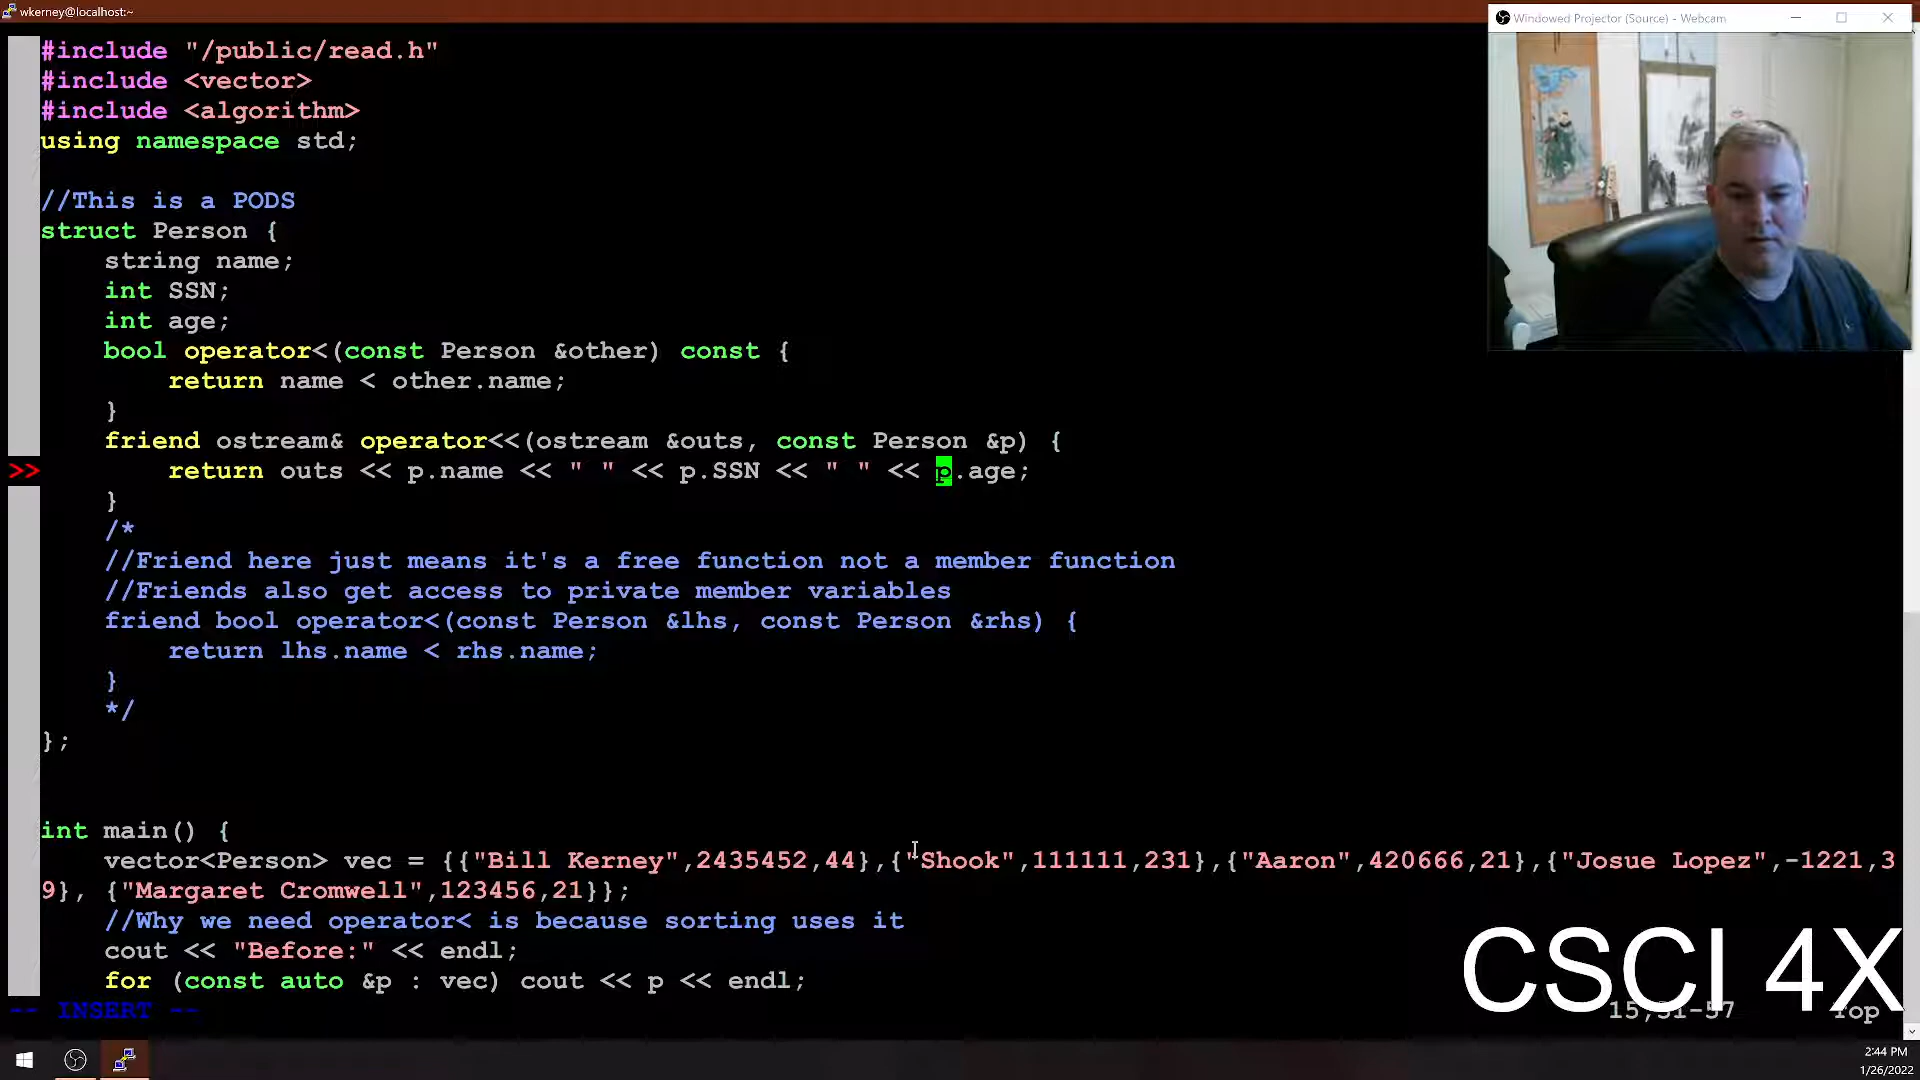 wkerney@localhost:~
Windowed Projector (Source) - Webcam
#include "/public/read.h"
#include <vector>
#include <algorithm>
using namespace std;
//This is a PODS
struct Person {
    string name;
    int SSN;
    int age;
    bool operator<(const Person &other) const {
        return name < other.name;
    }
    friend ostream& operator<<(ostream &outs, const Person &p) {
>>      return outs << p.name << " " << p.SSN << " " << p.age;
    }
    /*
    //Friend here just means it's a free function not a member function
    //Friends also get access to private member variables
    friend bool operator<(const Person &lhs, const Person &rhs) {
        return lhs.name < rhs.name;
    }
    */
};
int main() {
    vector<Person> vec = {{"Bill Kerney",2435452,44},{"Shook",111111,231},{"Aaron",420666,21},{"Josue Lopez",-1221,3
9}, {"Margaret Cromwell",123456,21}};
    //Why we need operator< is because sorting uses it
    cout << "Before:" << endl;
    for (const auto &p : vec) cout << p << endl;
CSCI 4X
-- INSERT --
Top
2:44 PM
1/26/2022